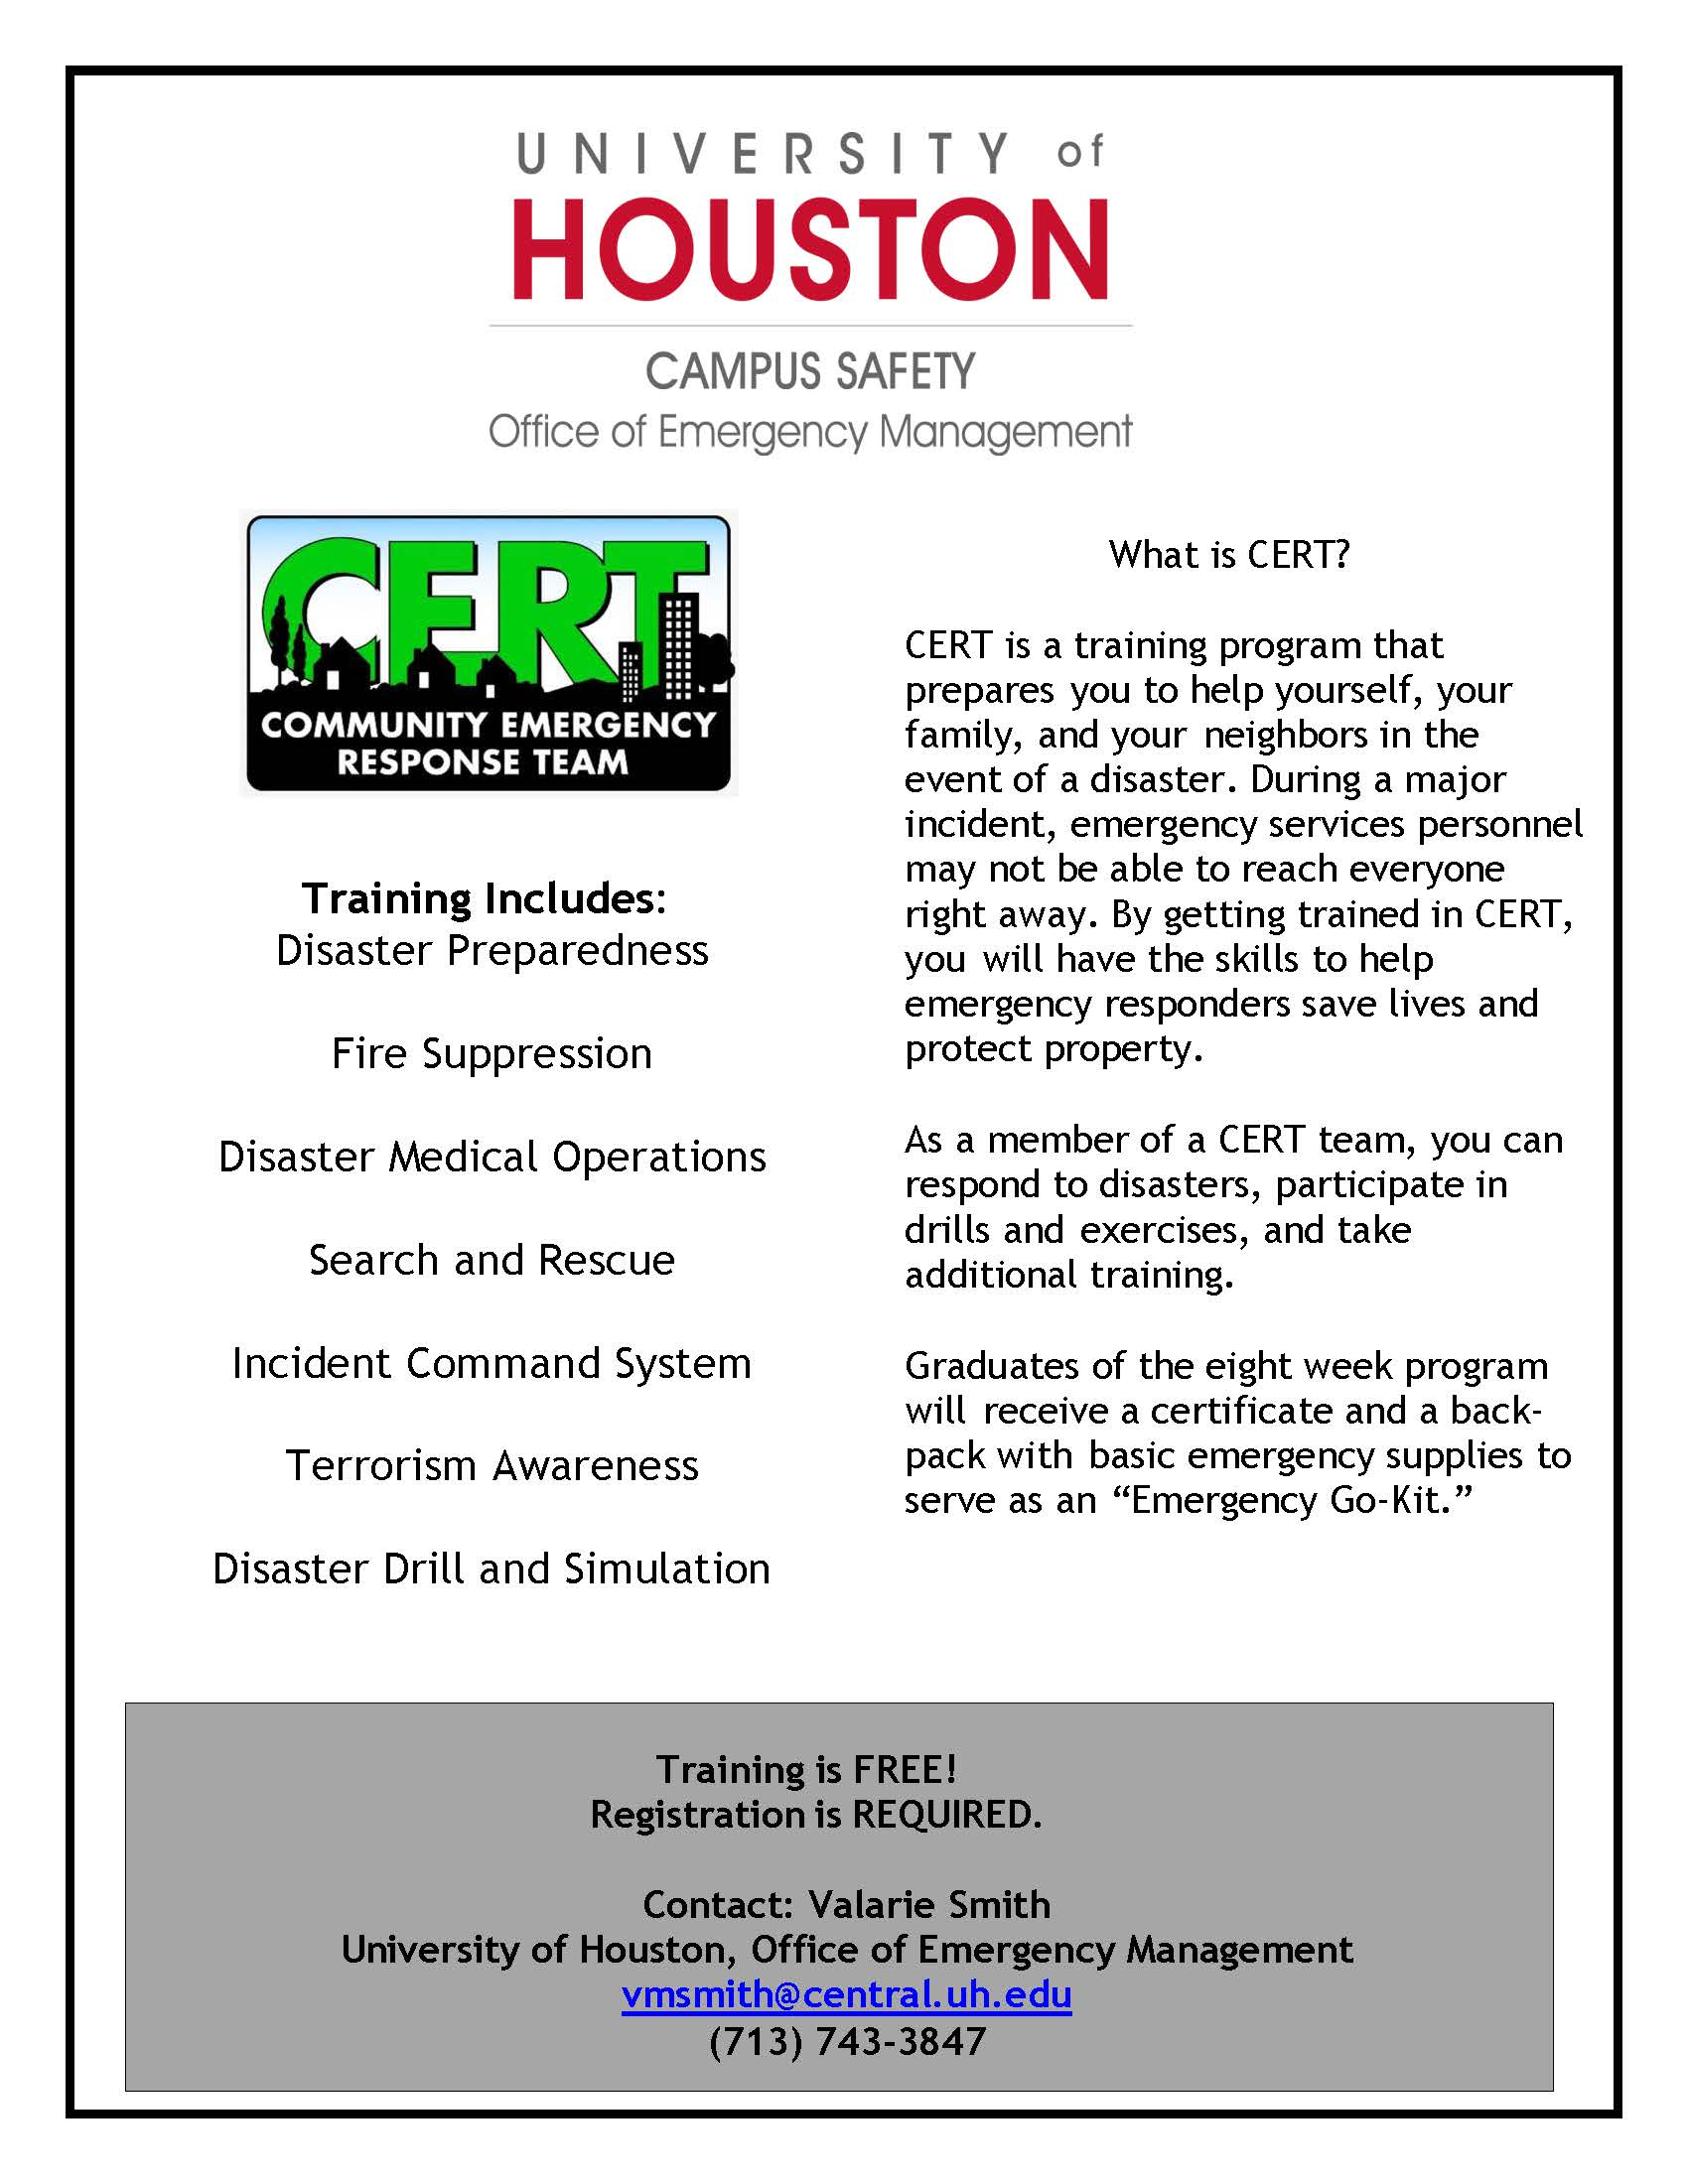 UNIVERSITY of
HOUSTON
CAMPUS SAFETY
Office of Emergency Management
CERT
COMMUNITY EMERGENCY
RESPONSE TEAM
Training Includes:
Disaster Preparedness
Fire Suppression
Disaster Medical Operations
Search and Rescue
Incident Command System
Terrorism Awareness
Disaster Drill and Simulation
What is CERT?
CERT is a training program that
prepares you to help yourself, your
family, and your neighbors in the
event of a disaster. During a major
incident, emergency services personnel
may not be able to reach everyone
right away. By getting trained in CERT,
you will have the skills to help
emergency responders save lives and
protect property.
As a member of a CERT team, you can
respond to disasters, participate in
drills and exercises, and take
additional training.
Graduates of the eight week program
will receive a certificate and a back-
pack with basic emergency supplies to
serve as an “Emergency Go-Kit.”
Training is FREE!
Registration is REQUIRED.
Contact: Valarie Smith
University of Houston, Office of Emergency Management
vmsmith@central.uh.edu
(713) 743-3847